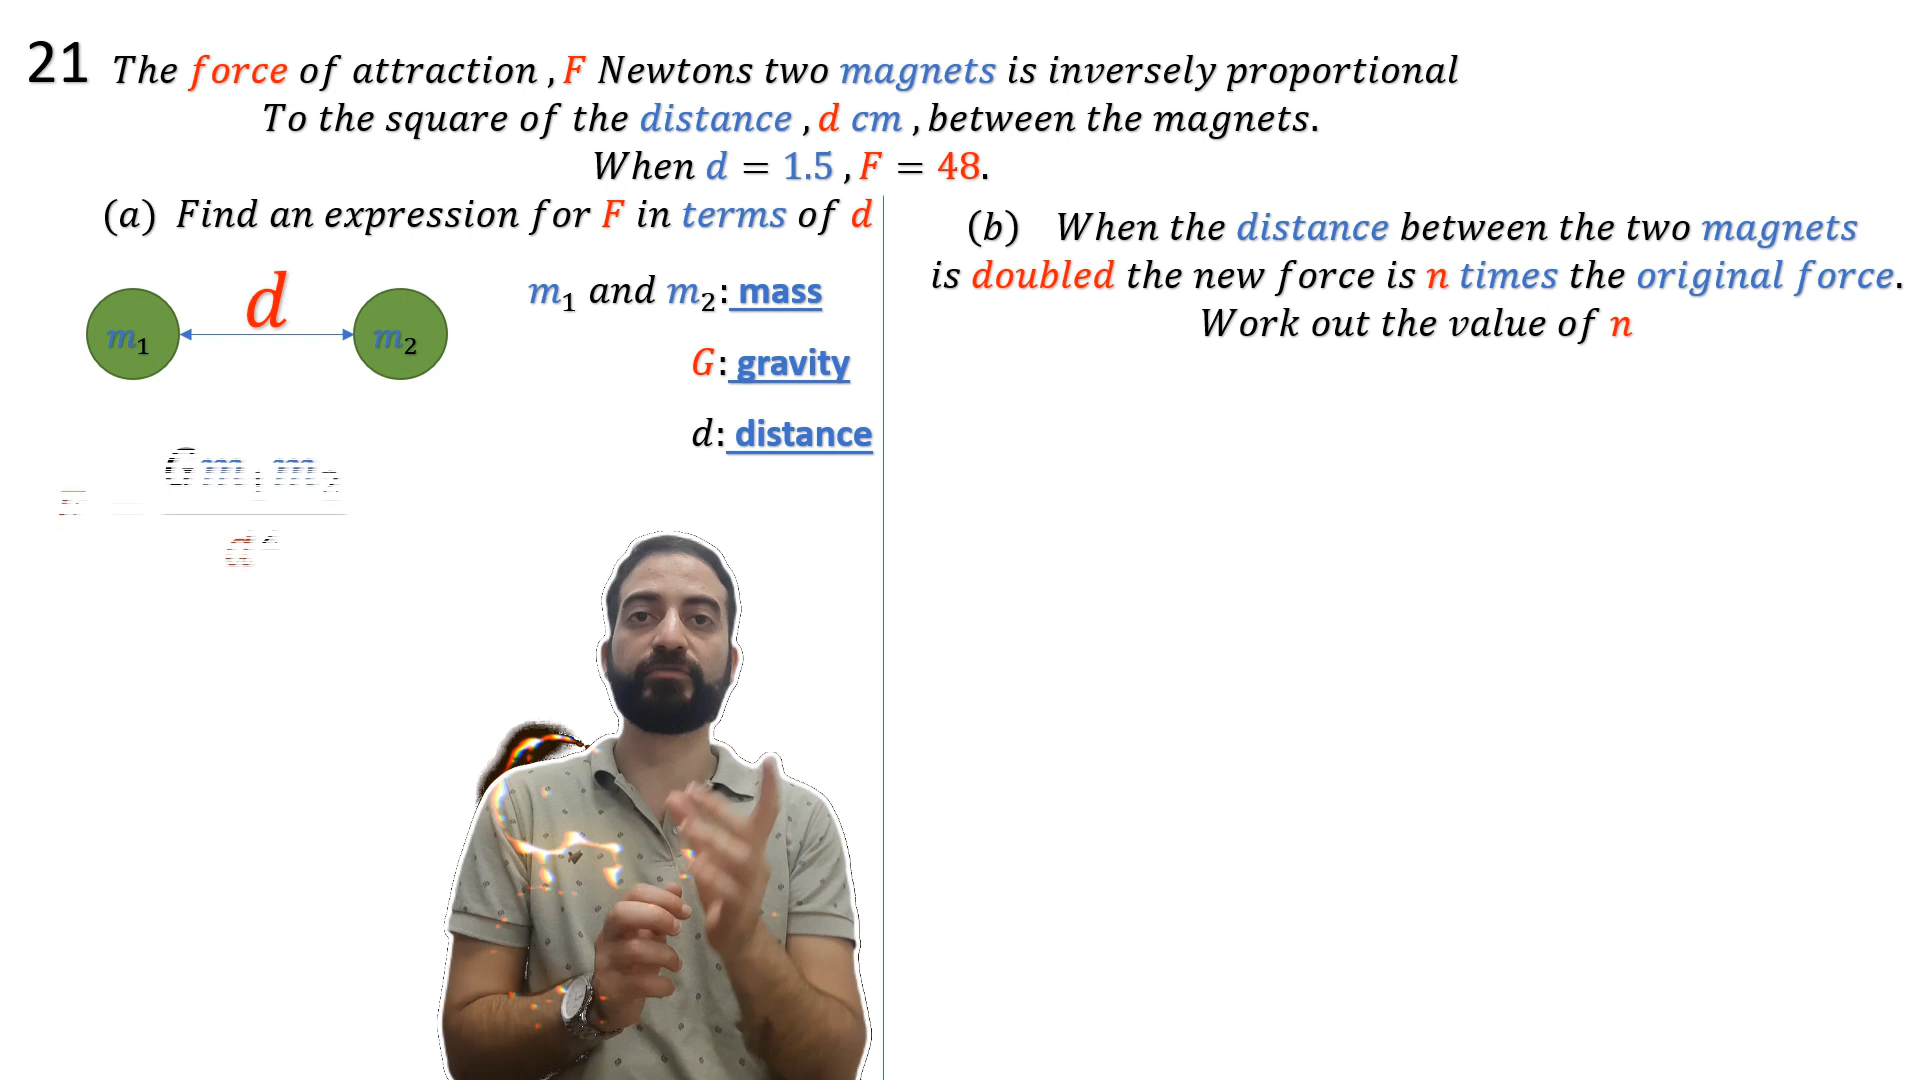 21 The force of attraction , F Newtons two magnets is inversely proportional
To the square of the distance , d cm , between the magnets.
When d = 1.5 , F = 48.
(a) Find an expression for F in terms of d
d
m₁
m₂
m₁ and m₂: mass
G: gravity
d: distance
Gm₁m₂
d²
(b) When the distance between the two magnets
is doubled the new force is n times the original force.
Work out the value of n